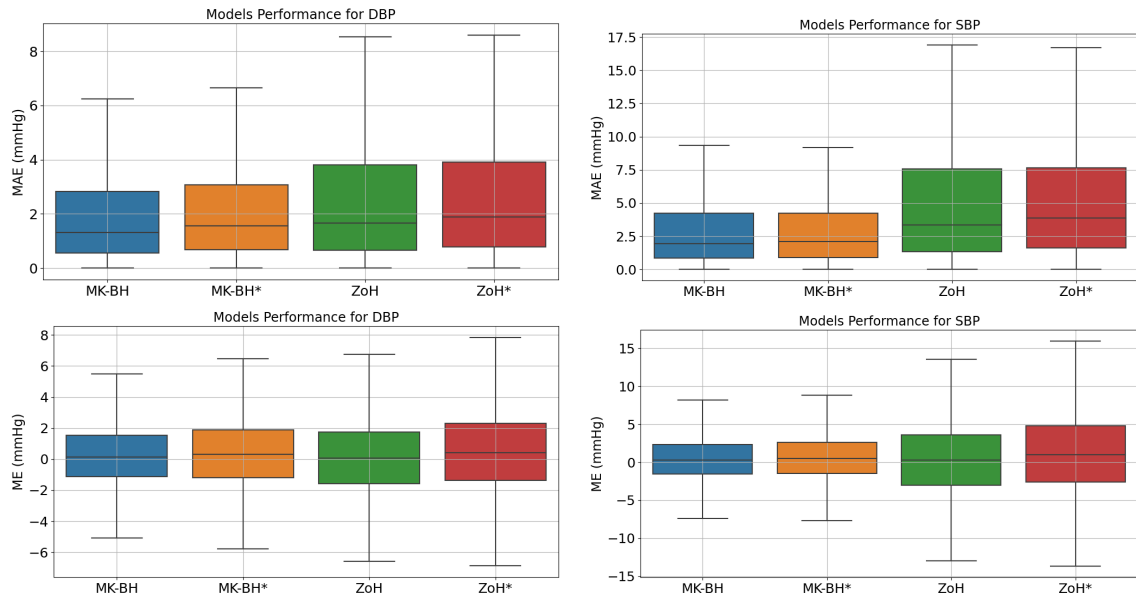 Models Performance for DBP
MAE (mmHg)
8
6
4
2
0
MK-BH MK-BH* ZoH ZoH*
Models Performance for SBP
MAE (mmHg)
17.5
15.0
12.5
10.0
7.5
5.0
2.5
0.0
MK-BH MK-BH* ZoH ZoH*
Models Performance for DBP
ME (mmHg)
8
6
4
2
0
−2
−4
−6
MK-BH MK-BH* ZoH ZoH*
Models Performance for SBP
ME (mmHg)
15
10
5
0
−5
−10
−15
MK-BH MK-BH* ZoH ZoH*